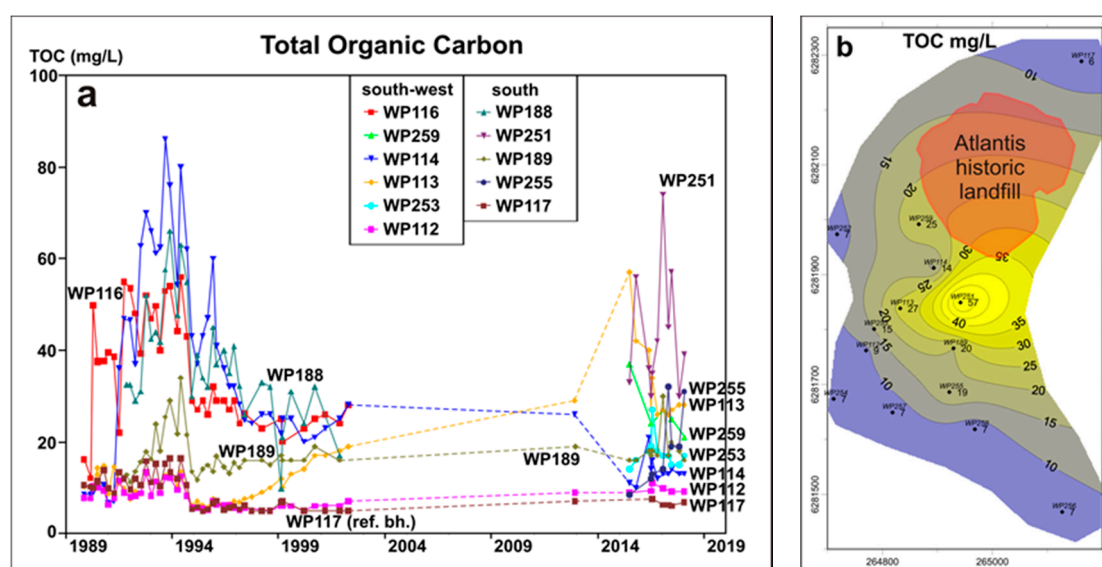 Total Organic Carbon
TOC (mg/L)
a
100
80
60
40
20
0
1989
1994
1999
2004
2009
2014
2019
south-west
WP116
WP259
WP114
WP113
WP253
WP112
south
WP188
WP251
WP189
WP255
WP117
WP251
WP116
WP188
WP189
WP189
WP117 (ref. bh.)
WP255
WP113
WP259
WP253
WP114
WP112
WP117
b
TOC mg/L
6282300
6282100
6281900
6281700
6281500
264800
265000
Atlantis
historic
landfill
WP117
6
10
15
20
WP259
25
7
30
35
WP114
14
25
WP251
57
WP113
27
40
35
20
15
15
9
WP189
20
30
25
20
WP255
19
15
10
7
7
7
10
7